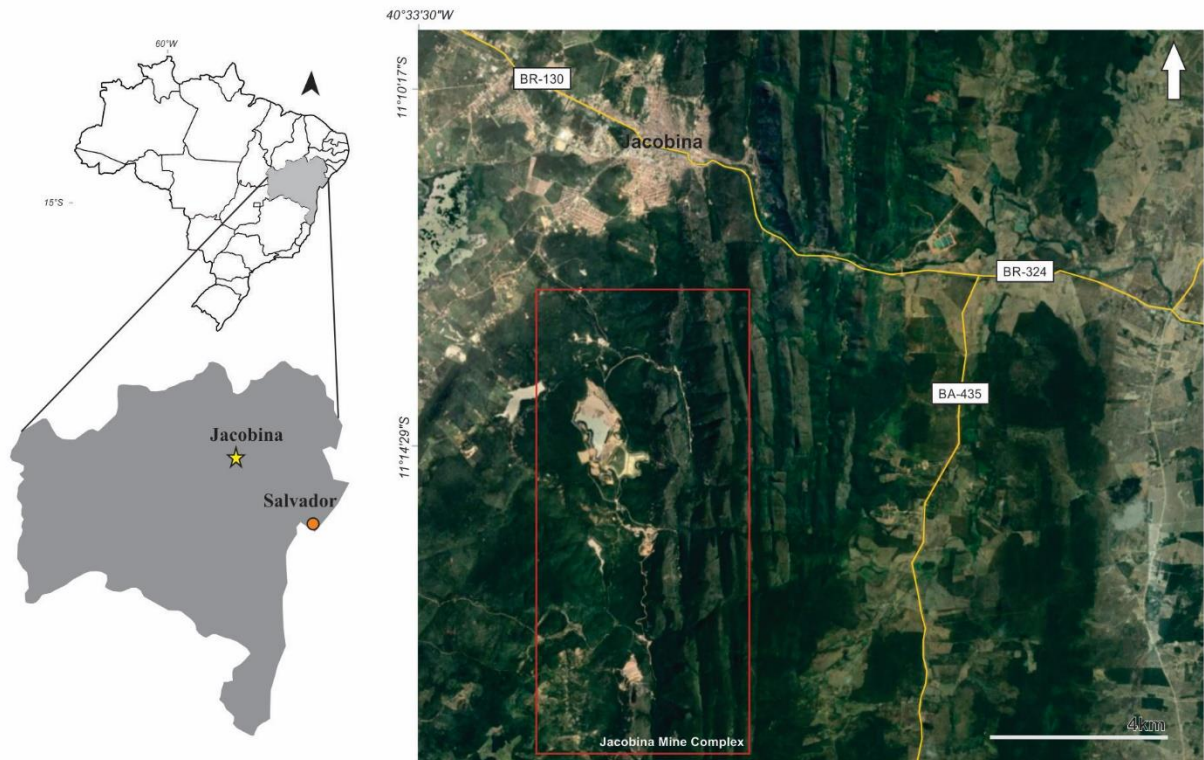 60°W
15°S
Jacobina
Salvador
40°33'30"W
11°10'17"S
11°14'29"S
BR-130
Jacobina
BR-324
BA-435
4km
Jacobina Mine Complex